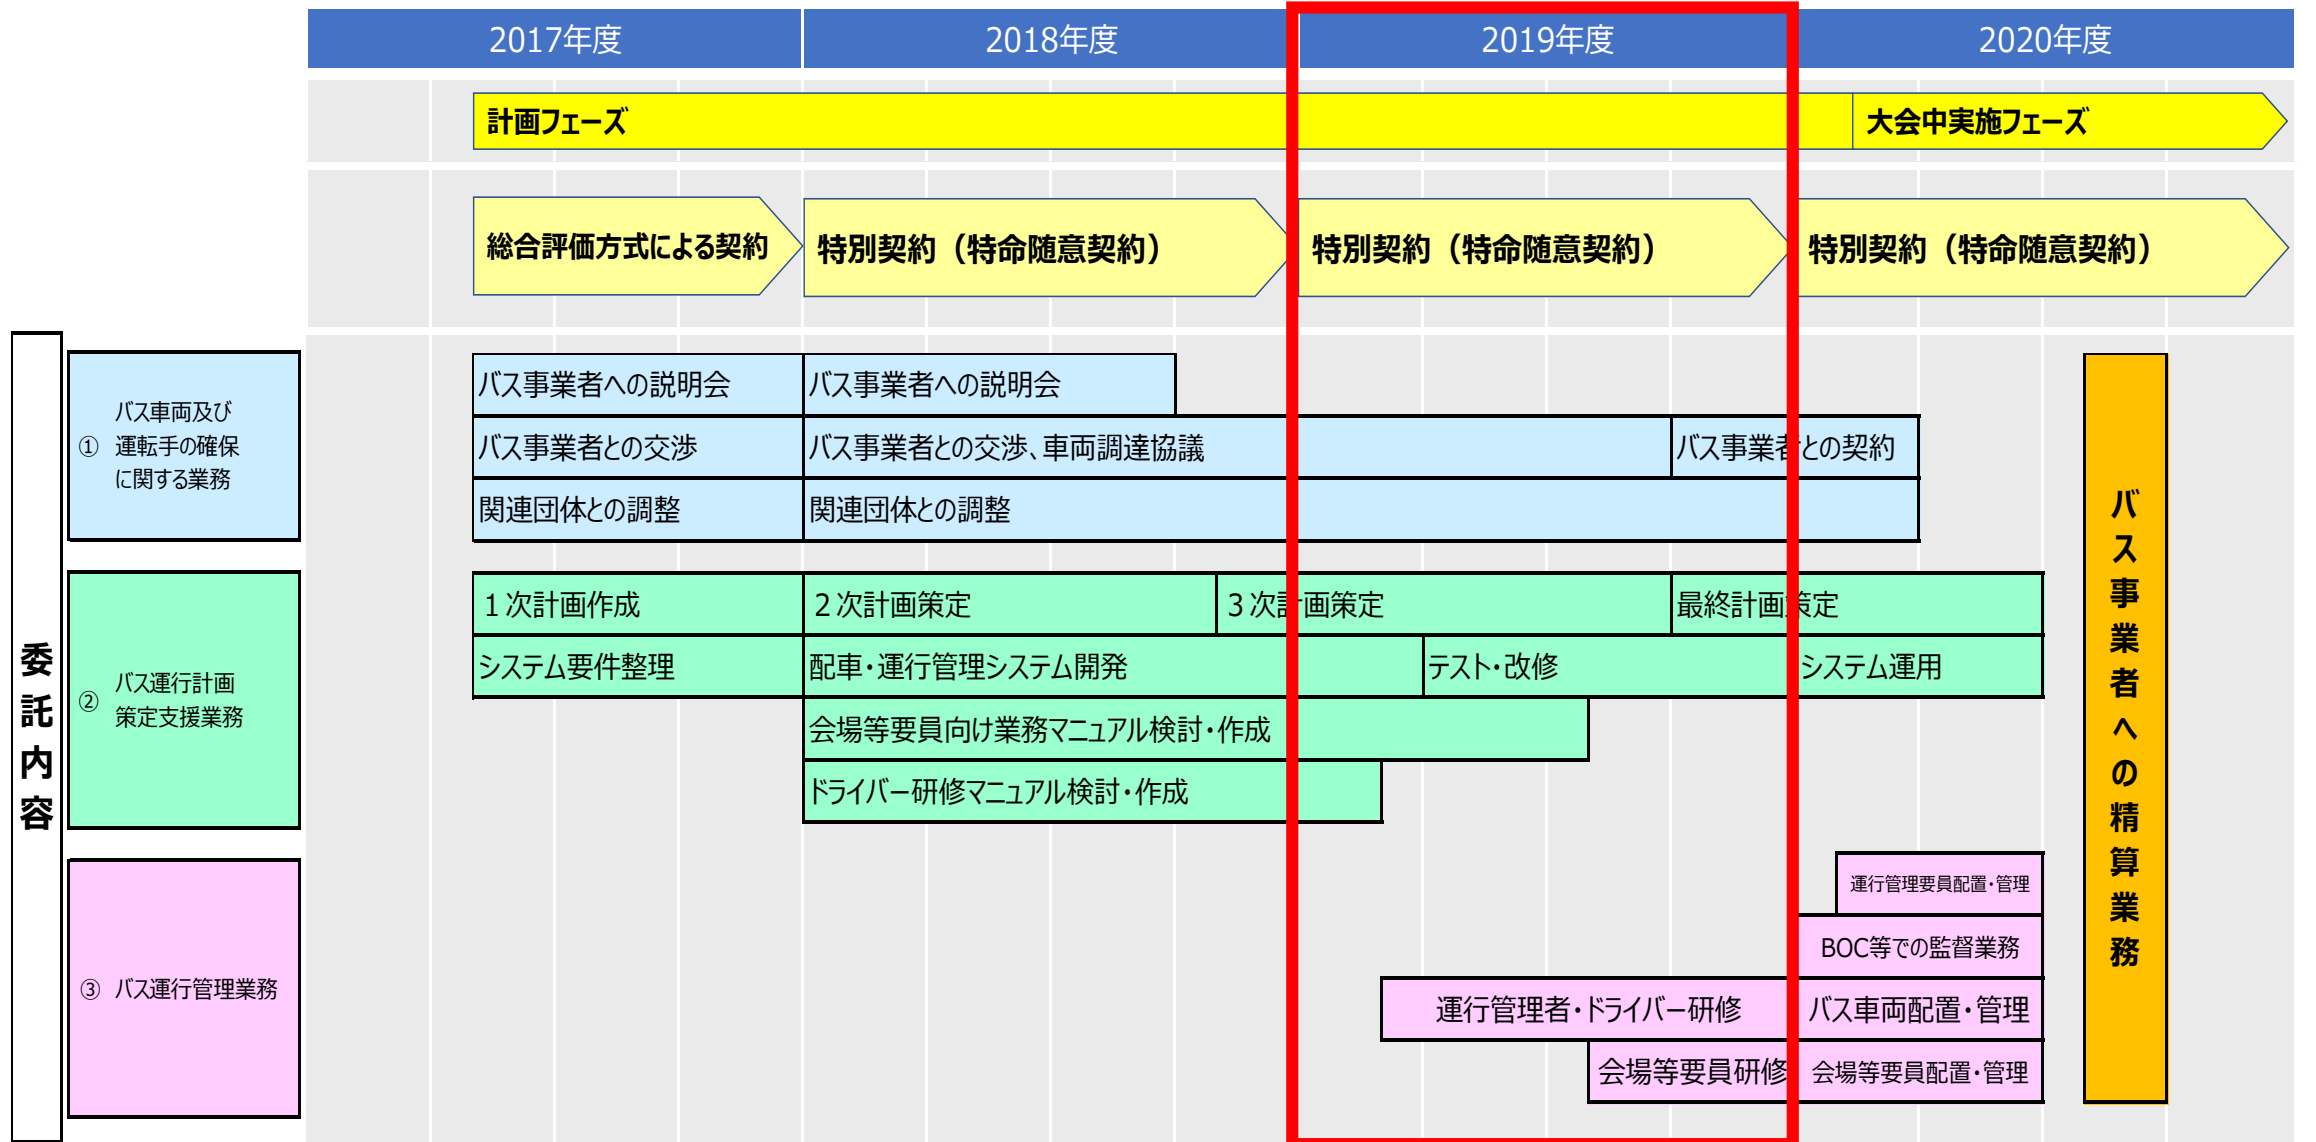 2017年度
2018年度
2019年度
2020年度
計画フェーズ
大会中実施フェーズ
総合評価方式による契約
特別契約（特命随意契約）
特別契約（特命随意契約）
特別契約（特命随意契約）
委託内容
①
バス車両及び
運転手の確保
に関する業務
バス事業者への説明会
バス事業者への説明会
バス事業者との交渉
バス事業者との交渉、車両調達協議
バス事業者との契約
関連団体との調整
関連団体との調整
②
バス運行計画
策定支援業務
１次計画作成
２次計画策定
３次計画策定
最終計画策定
システム要件整理
配車・運行管理システム開発
テスト・改修
システム運用
会場等要員向け業務マニュアル検討・作成
ドライバー研修マニュアル検討・作成
③ バス運行管理業務
運行管理要員配置・管理
BOC等での監督業務
運行管理者・ドライバー研修
バス車両配置・管理
会場等要員研修
会場等要員配置・管理
バス事業者への精算業務